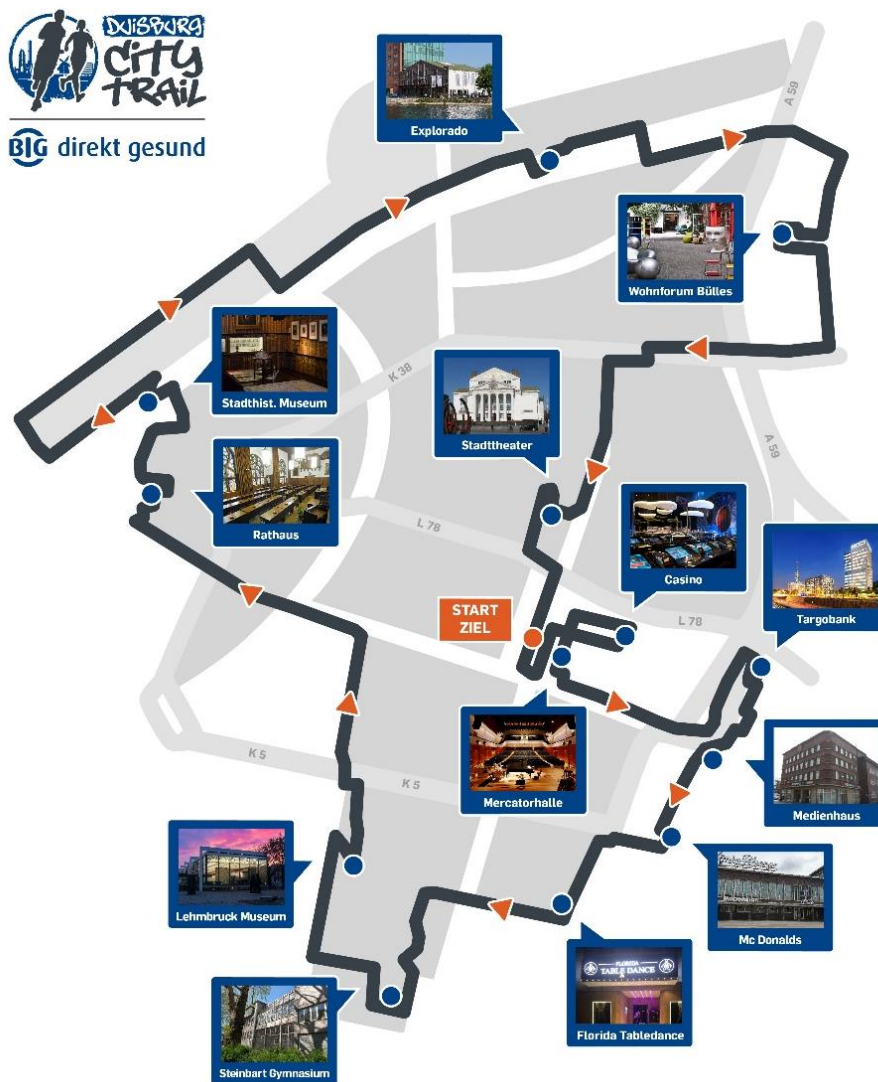 DUISBURG
CITY
TRAIL
BIG direkt gesund
Explorado
A 59
Wohnforum Bülles
Stadthist. Museum
K 38
Stadttheater
A 59
Rathaus
L 78
Casino
START
ZIEL
L 78
Targobank
K 5
K 5
Mercatorhalle
Medienhaus
Lehmbruck Museum
Mc Donalds
FLORIDA
TABLE DANCE
Steinbart Gymnasium
Florida Tabledance